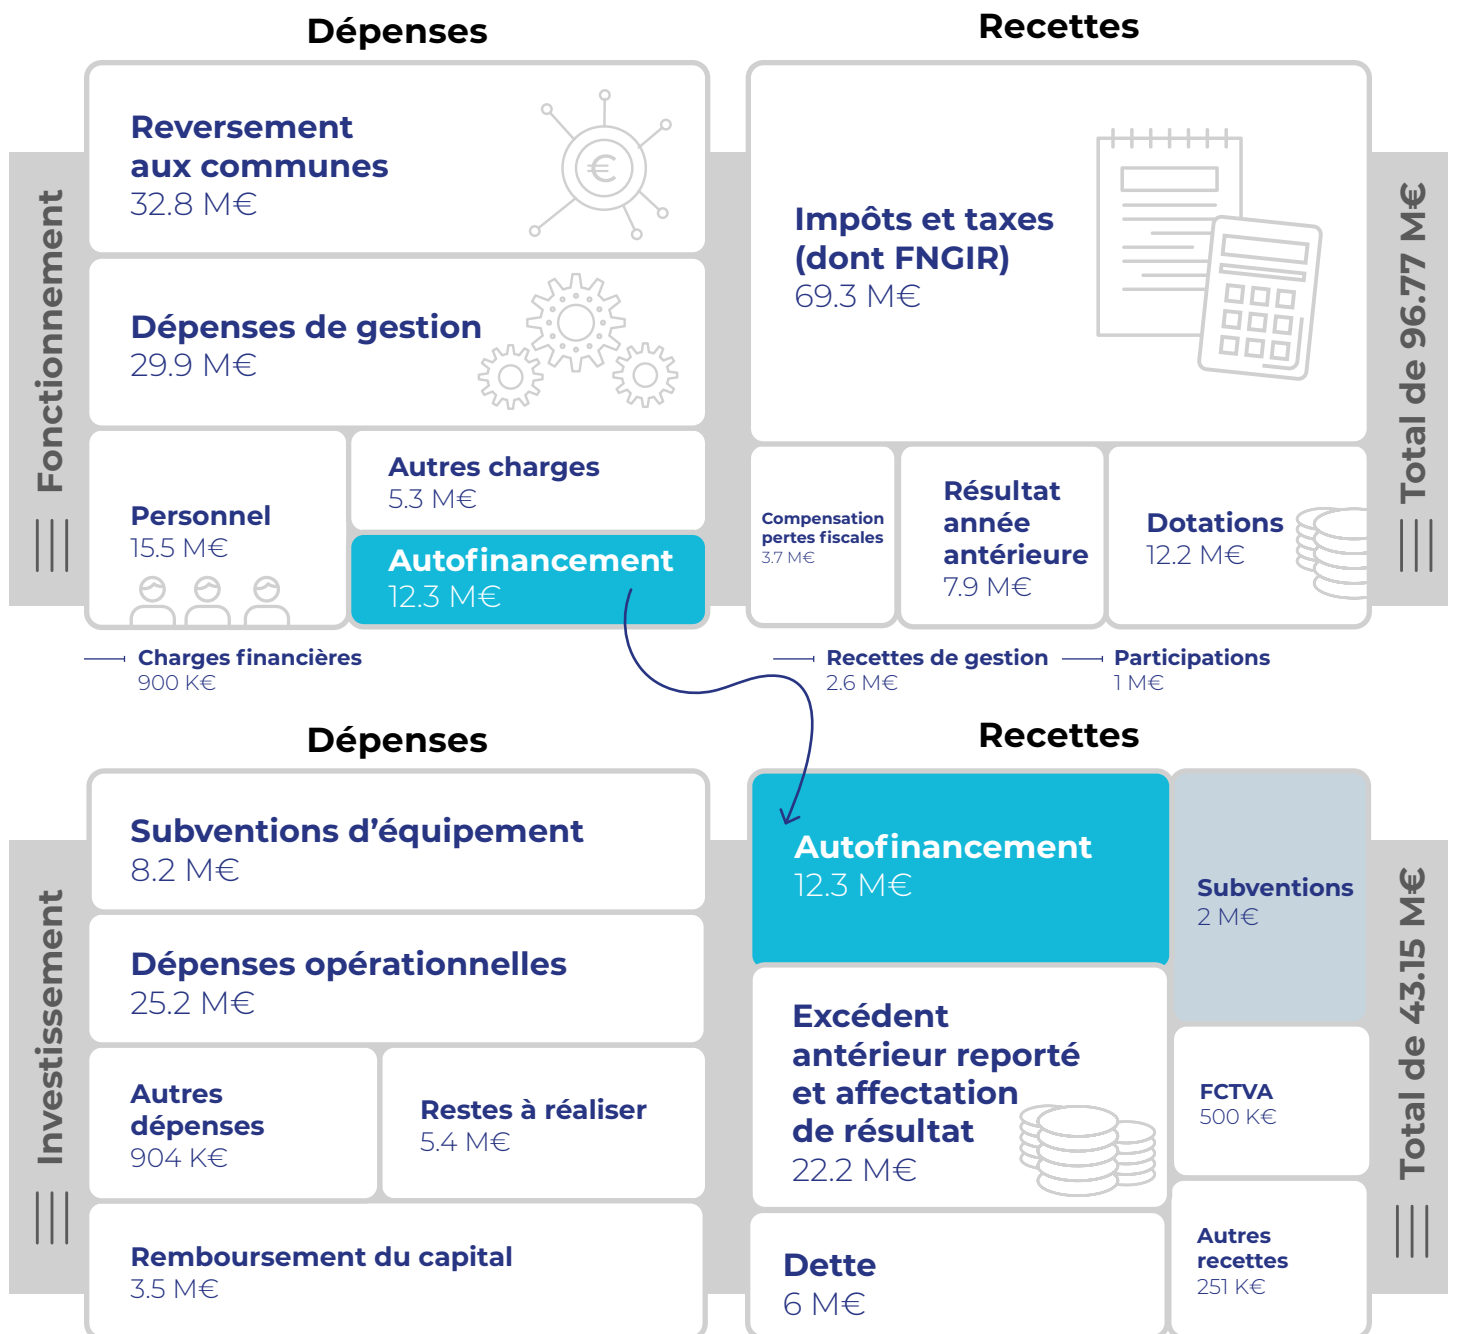 Dépenses
Recettes
Fonctionnement
Reversement
aux communes
32.8 M€
€
Dépenses de gestion
29.9 M€
Personnel
15.5 M€
Autres charges
5.3 M€
Autofinancement
12.3 M€
Charges financières
900 K€
Impôts et taxes
(dont FNGIR)
69.3 M€
Compensation
pertes fiscales
3.7 M€
Résultat
année
antérieure
7.9 M€
Dotations
12.2 M€
Recettes de gestion
2.6 M€
Participations
1 M€
Total de 96.77 M€
Dépenses
Recettes
Investissement
Subventions d'équipement
8.2 M€
Dépenses opérationnelles
25.2 M€
Autres
dépenses
904 K€
Restes à réaliser
5.4 M€
Remboursement du capital
3.5 M€
Autofinancement
12.3 M€
Subventions
2 M€
Excédent
antérieur reporté
et affectation
de résultat
22.2 M€
FCTVA
500 K€
Dette
6 M€
Autres
recettes
251 K€
Total de 43.15 M€